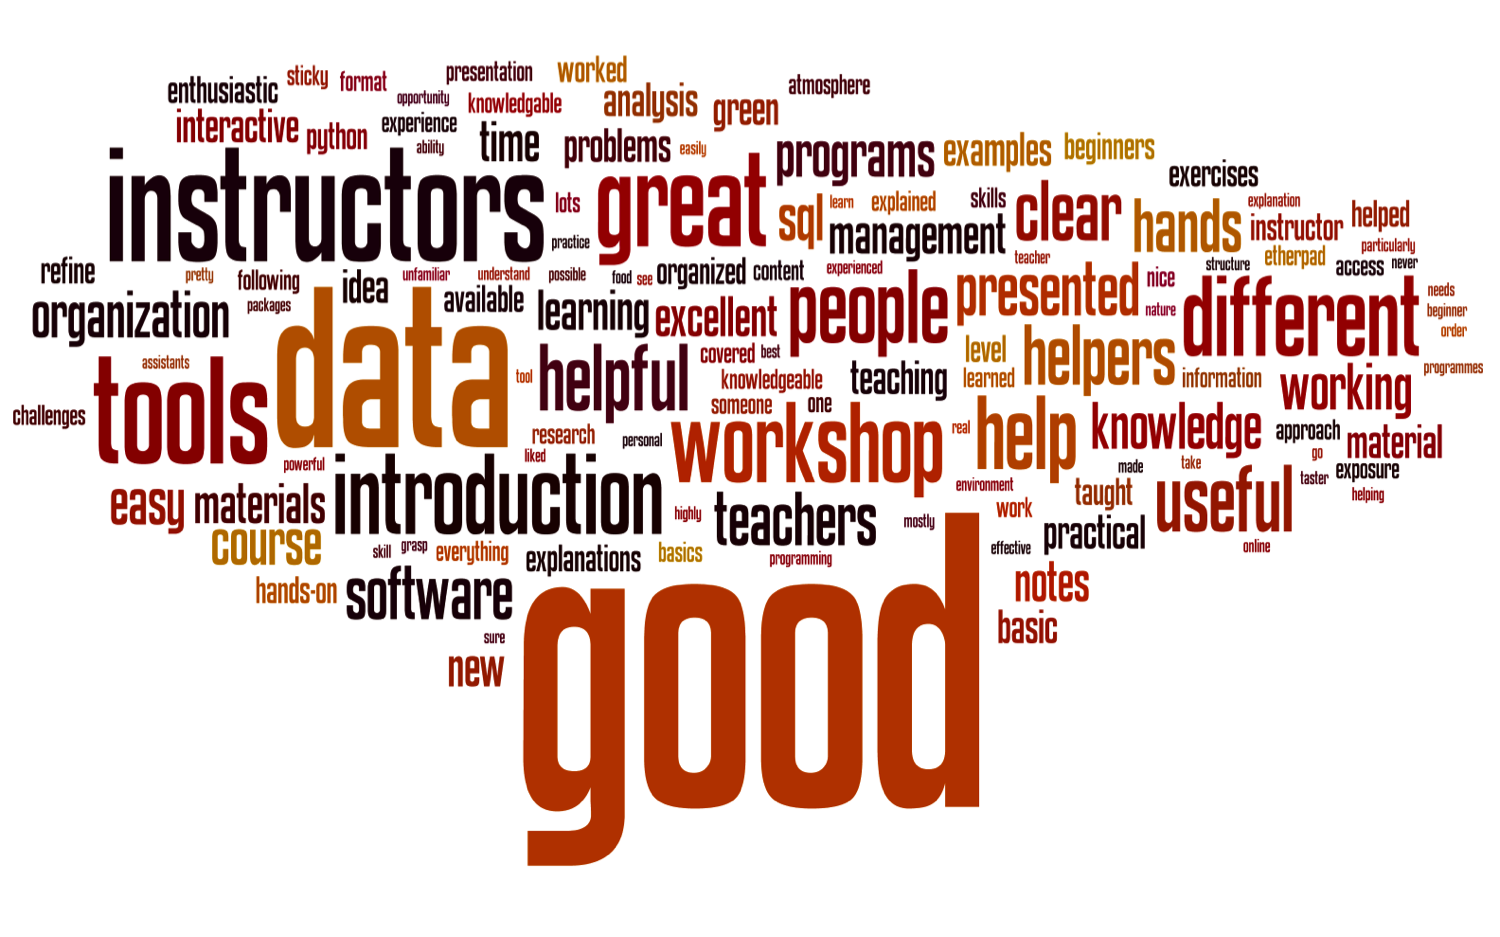 presentation
worked
sticky
format
enthusiastic
opportunity
knowledgable
analysis
green
atmosphere
interactive
python
experience
ability
time
problems
easily
programs
examples
beginners
exercises
instructors
lots
great
practice
sql
learn
explained
skills
management
clear
teacher
hands
explanation
instructor
helped
particularly
refine
pretty
following
packages
idea
unfamiliar
understand
possible
food
see
organized
content
experienced
structure
etherpad
access
never
organization
data
available
learning
excellent
people
presented
nice
nature
different
needs
beginner
order
programmes
assistants
tools
tool
helpful
covered
best
knowledgeable
someone
one
teaching
level
learned
helpers
information
working
challenges
powerful
research
liked
personal
workshop
real
help
knowledge
approach
go
material
easy
materials
introduction
highly
teachers
mostly
environment
work
made
taught
take
useful
taster
exposure
helping
course
skill
grasp
everything
explanations
basics
programming
effective
practical
online
hands-on
software
sure
new
good
notes
basic